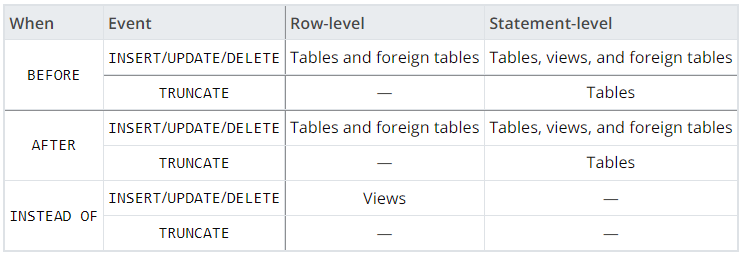 When Event Row-level Statement-level
BEFORE INSERT/UPDATE/DELETE Tables and foreign tables Tables, views, and foreign tables
TRUNCATE — Tables
AFTER INSERT/UPDATE/DELETE Tables and foreign tables Tables, views, and foreign tables
TRUNCATE — Tables
INSTEAD OF INSERT/UPDATE/DELETE Views —
TRUNCATE — —